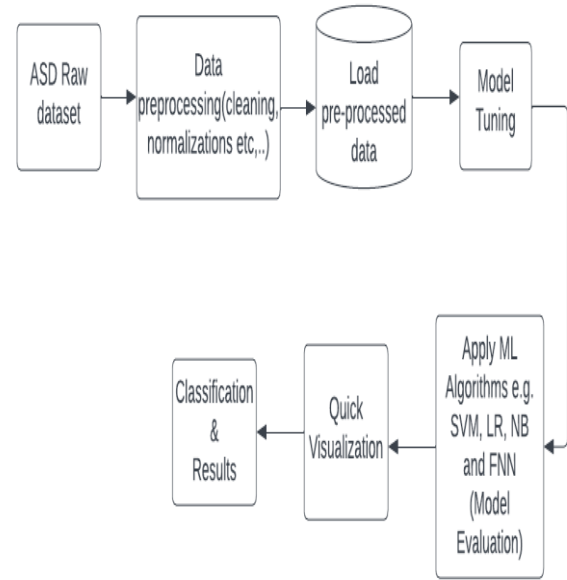 ASD Raw
dataset
Data
preprocessing(cleaning,
normalizations etc,..)
Load
pre-processed
data
Model
Tuning
Apply ML
Algorithms e.g.
SVM, LR, NB
and FNN
(Model
Evaluation)
Quick
Visualization
Classification
&
Results